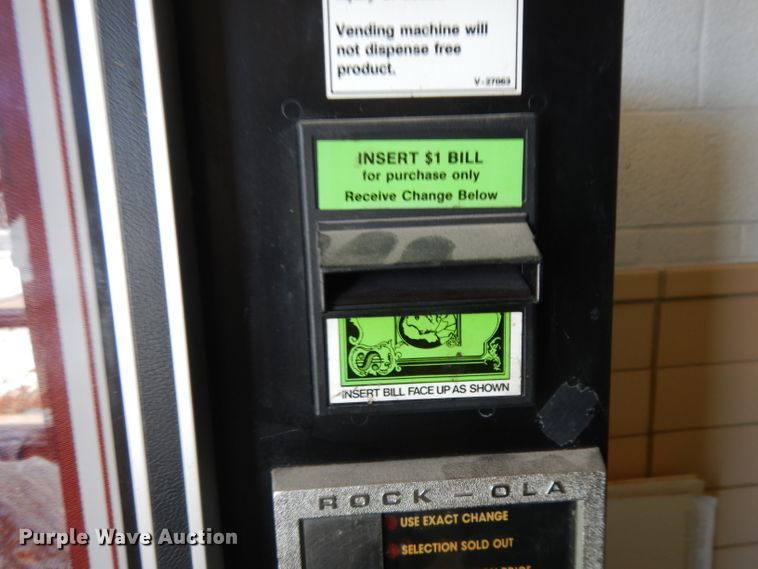 Vending machine will
not dispense free
product.
V-27063
INSERT $1 BILL
for purchase only
Receive Change Below
$
INSERT BILL FACE UP AS SHOWN
ROCK-OLA
USE EXACT CHANGE
SELECTION SOLD OUT
Purple Wave Auction